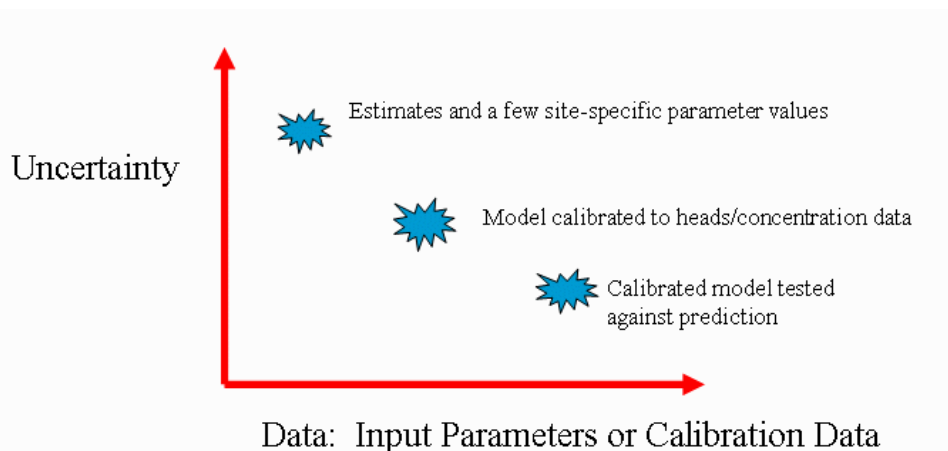 Estimates and a few site-specific parameter values
Uncertainty
Model calibrated to heads/concentration data
Calibrated model tested
against prediction
Data: Input Parameters or Calibration Data